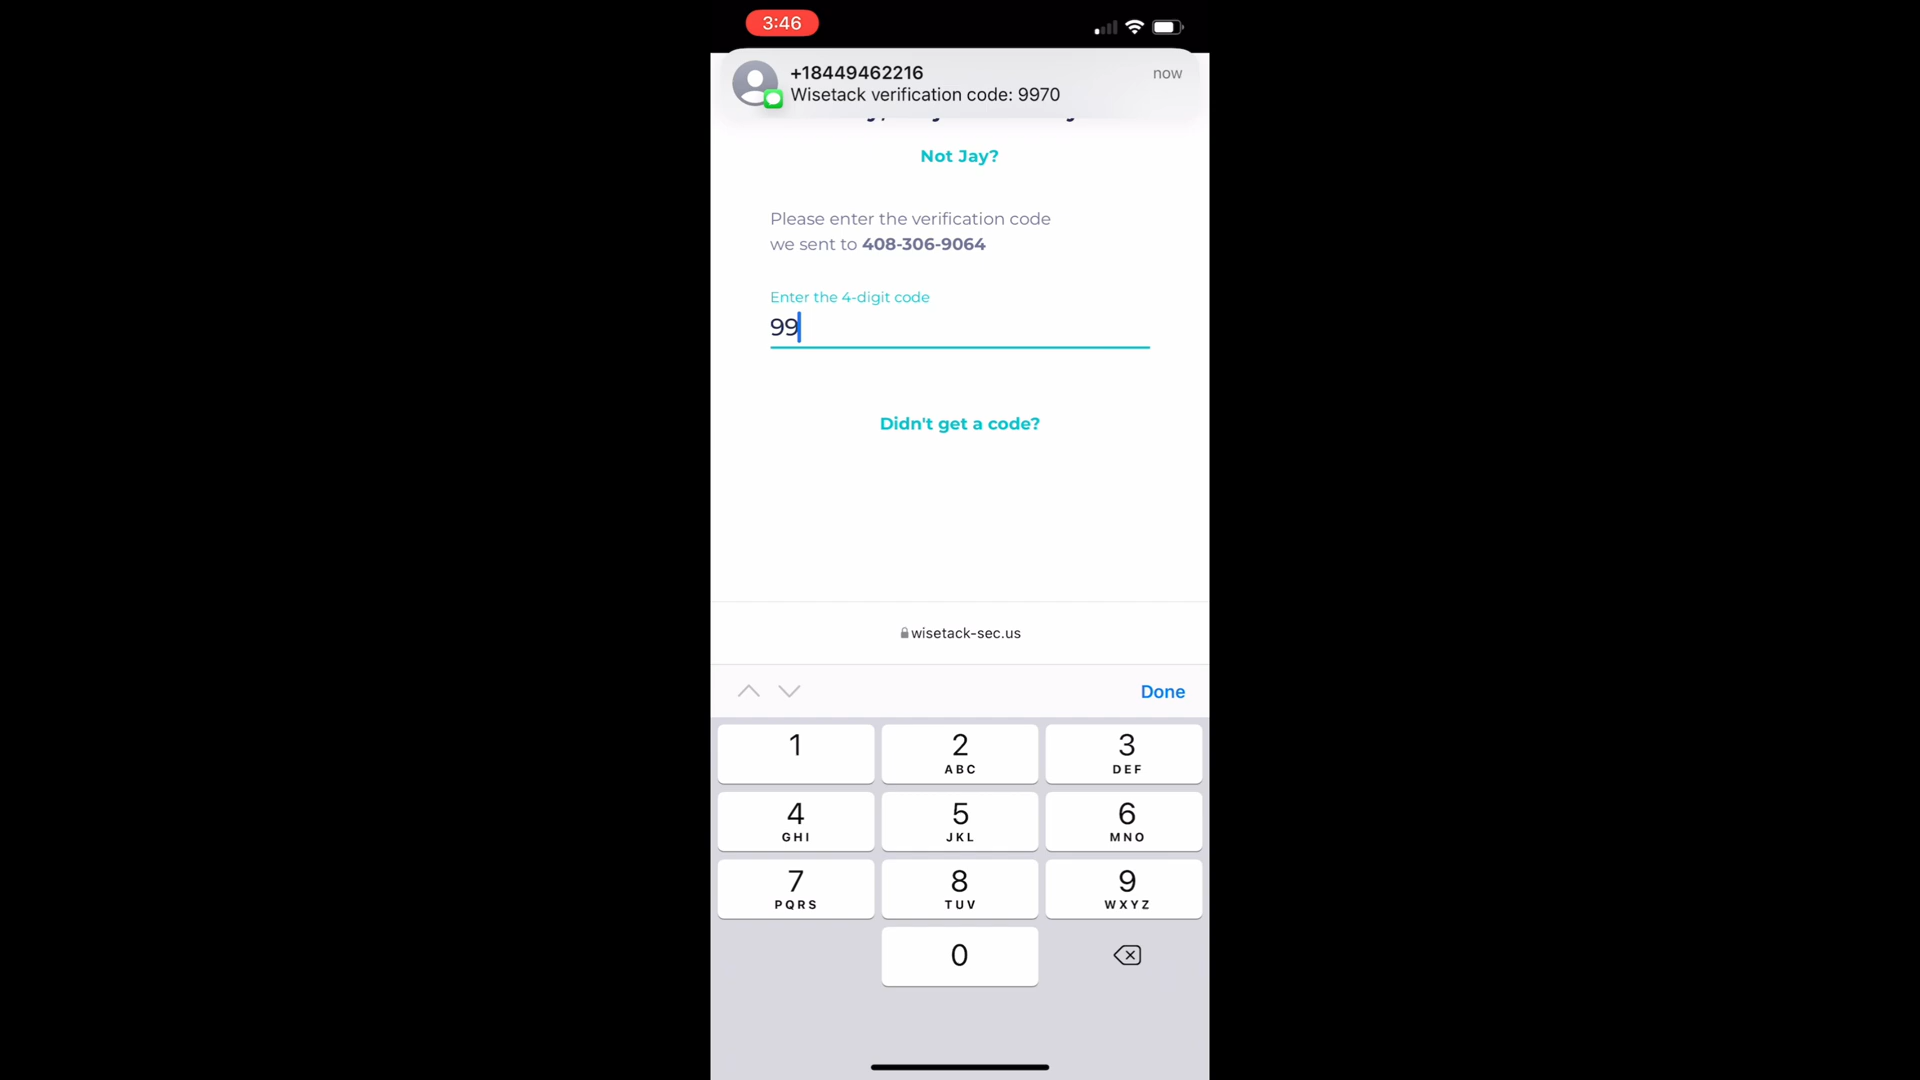 3:46
+18449462216
now
Wisetack verification code: 9970
Not Jay?
Please enter the verification code
we sent to 408-306-9064
Enter the 4-digit code
99
Didn't get a code?
wisetack-sec.us
Done
1
2
ABC
3
DEF
4
GHI
5
JKL
6
MNO
7
PQRS
8
TUV
9
WXYZ
0